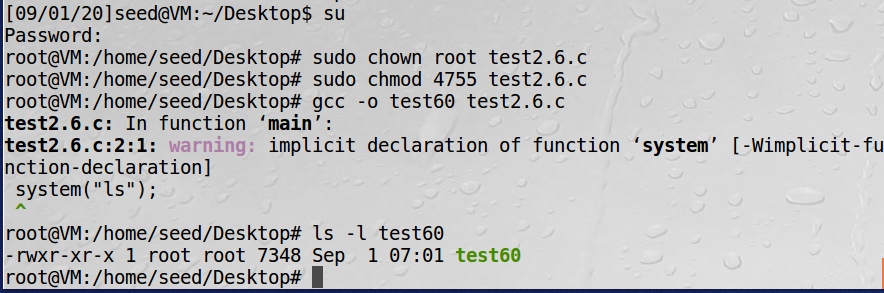 [09/01/20]seed@VM:~/Desktop$ su
Password:
root@VM:/home/seed/Desktop# sudo chown root test2.6.c
root@VM:/home/seed/Desktop# sudo chmod 4755 test2.6.c
root@VM:/home/seed/Desktop# gcc -o test60 test2.6.c
test2.6.c: In function ‘main’:
test2.6.c:2:1: warning: implicit declaration of function ‘system’ [-Wimplicit-fu
nction-declaration]
 system("ls");
 ^
root@VM:/home/seed/Desktop# ls -l test60
-rwxr-xr-x 1 root root 7348 Sep  1 07:01 test60
root@VM:/home/seed/Desktop#